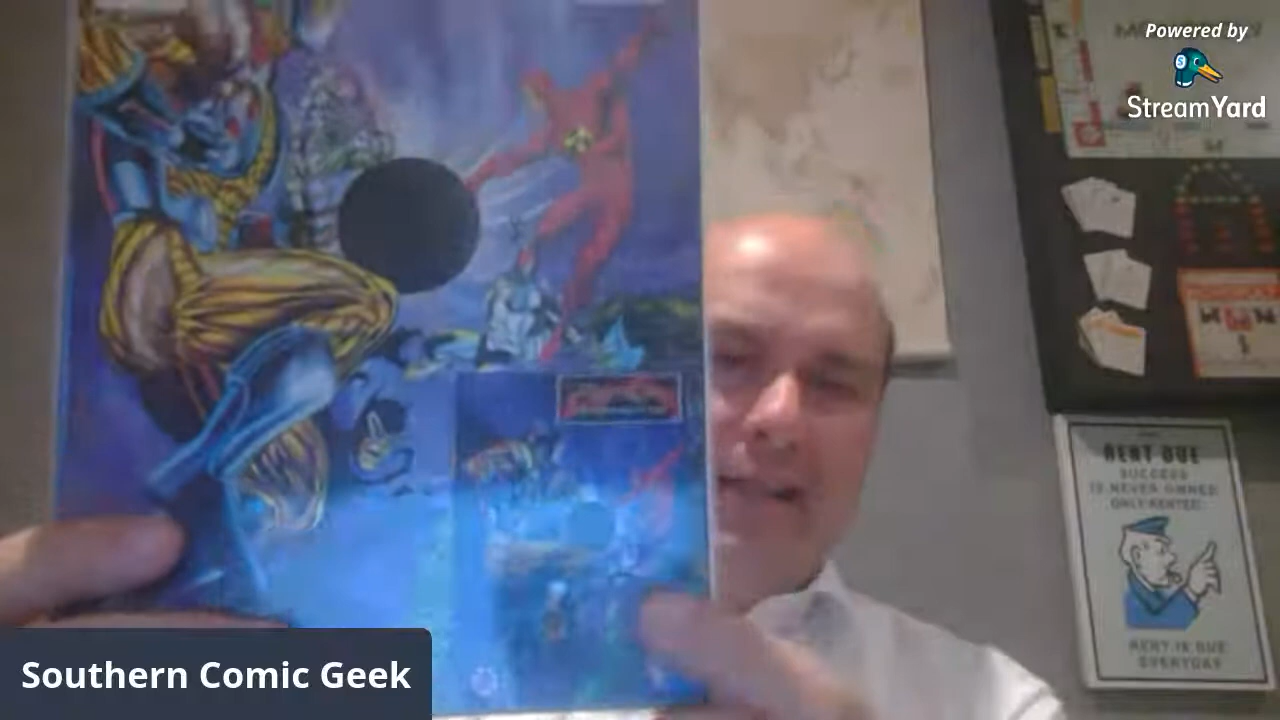 Powered by
StreamYard
RENT DUE
SUCCESS
IS NEVER OWNED
ONLY RENTED
RENT IS DUE
EVERYDAY
Southern Comic Geek